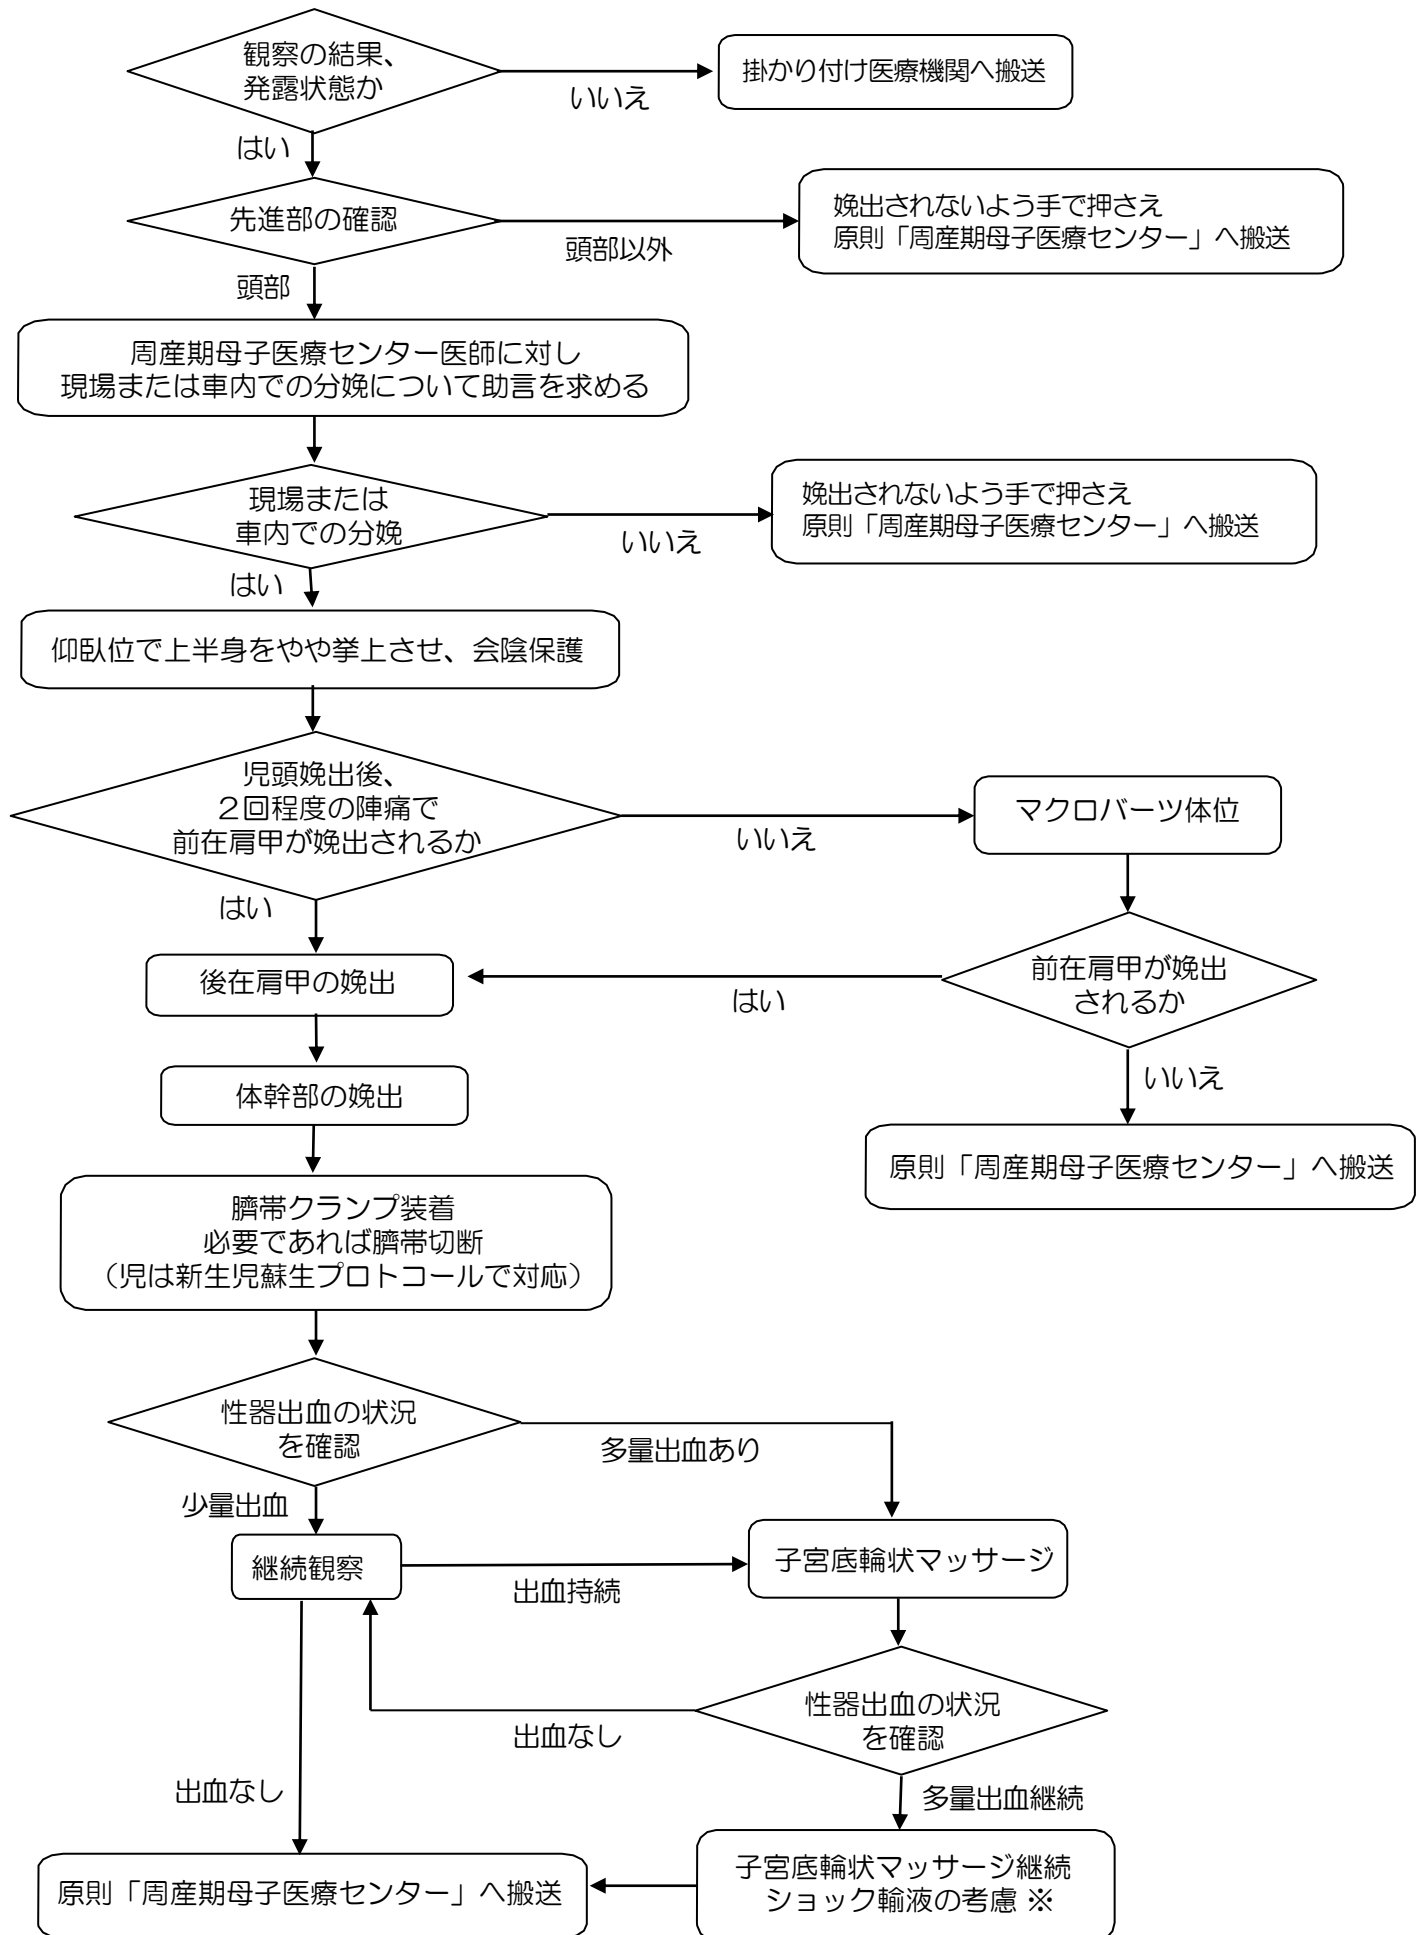 観察の結果、
発露状態か
いいえ
掛かり付け医療機関へ搬送
はい
先進部の確認
頭部以外
娩出されないよう手で押さえ
原則「周産期母子医療センター」へ搬送
頭部
周産期母子医療センター医師に対し
現場または車内での分娩について助言を求める
現場または
車内での分娩
いいえ
娩出されないよう手で押さえ
原則「周産期母子医療センター」へ搬送
はい
仰臥位で上半身をやや挙上させ、会陰保護
児頭娩出後、
２回程度の陣痛で
前在肩甲が娩出されるか
いいえ
マクロバーツ体位
はい
後在肩甲の娩出
はい
前在肩甲が娩出
されるか
いいえ
原則「周産期母子医療センター」へ搬送
体幹部の娩出
臍帯クランプ装着
必要であれば臍帯切断
（児は新生児蘇生プロトコールで対応）
性器出血の状況
を確認
多量出血あり
少量出血
継続観察
出血持続
子宮底輪状マッサージ
性器出血の状況
を確認
出血なし
出血なし
多量出血継続
子宮底輪状マッサージ継続
ショック輸液の考慮 ※
原則「周産期母子医療センター」へ搬送